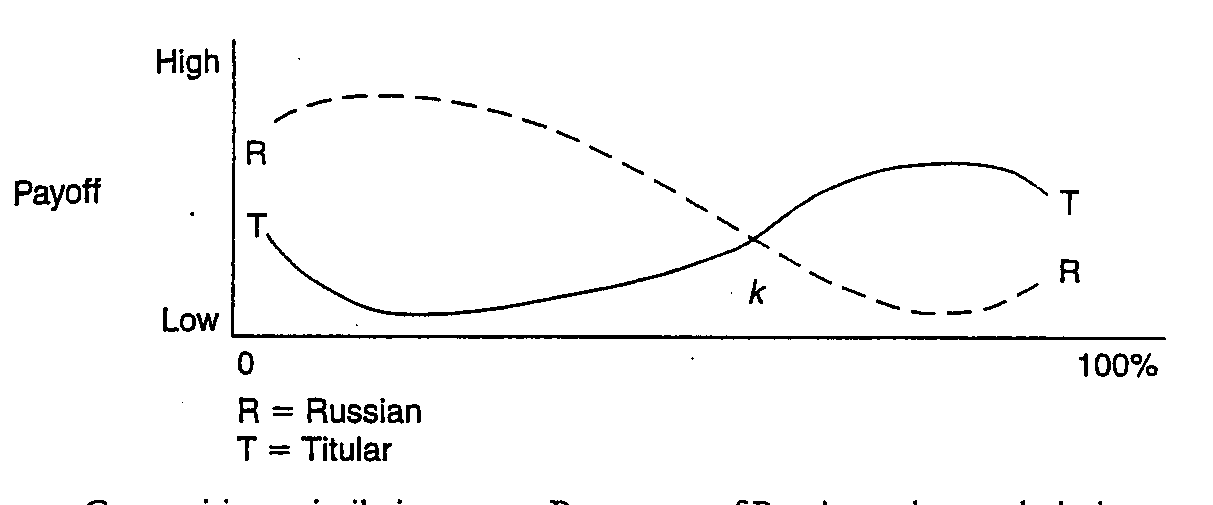 High
R
Payoff
T
T
R
k
Low
0
100%
R = Russian
T = Titular